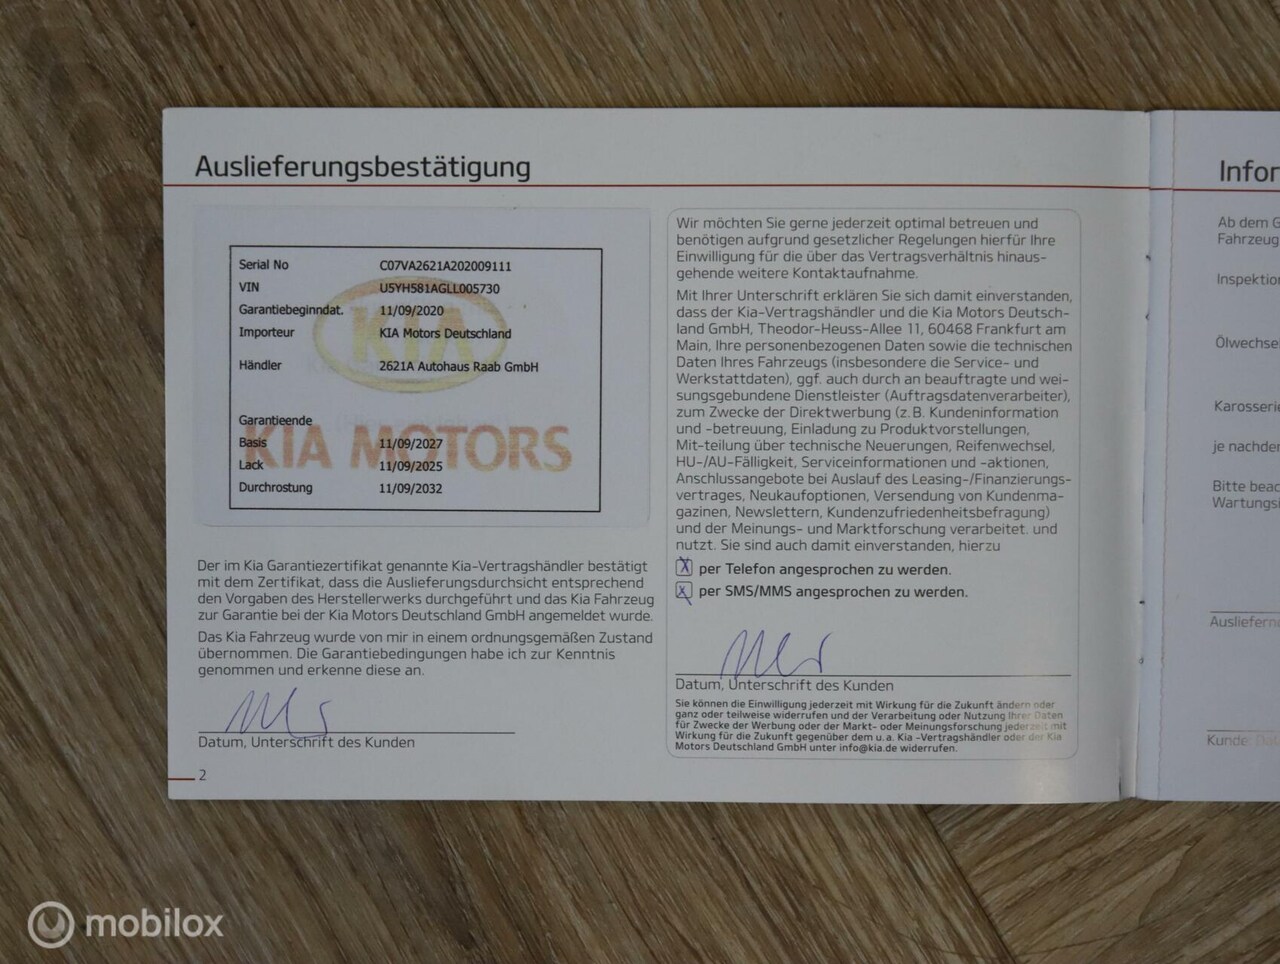 Auslieferungsbestätigung
Serial No C07VA2621A202009111
VIN U5YH581AGLL005730
Garantiebeginndat. 11/09/2020
Importeur KIA Motors Deutschland
Händler 2621A Autohaus Raab GmbH
Garantieende
Basis 11/09/2027
Lack 11/09/2025
Durchrostung 11/09/2032
KIA
KIA MOTORS
Der im Kia Garantiezertifikat genannte Kia-Vertragshändler bestätigt
mit dem Zertifikat, dass die Auslieferungsdurchsicht entsprechend
den Vorgaben des Herstellerwerks durchgeführt und das Kia Fahrzeug
zur Garantie bei der Kia Motors Deutschland GmbH angemeldet wurde.
Das Kia Fahrzeug wurde von mir in einem ordnungsgemäßen Zustand
übernommen. Die Garantiebedingungen habe ich zur Kenntnis
genommen und erkenne diese an.
Datum, Unterschrift des Kunden
2
Wir möchten Sie gerne jederzeit optimal betreuen und
benötigen aufgrund gesetzlicher Regelungen hierfür Ihre
Einwilligung für die über das Vertragsverhältnis hinaus-
gehende weitere Kontaktaufnahme.
Mit Ihrer Unterschrift erklären Sie sich damit einverstanden,
dass der Kia-Vertragshändler und die Kia Motors Deutsch-
land GmbH, Theodor-Heuss-Allee 11, 60468 Frankfurt am
Main, Ihre personenbezogenen Daten sowie die technischen
Daten Ihres Fahrzeugs (insbesondere die Service- und
Werkstattdaten), ggf. auch durch an beauftragte und wei-
sungsgebundene Dienstleister (Auftragsdatenverarbeiter),
zum Zwecke der Direktwerbung (z. B. Kundeninformation
und -betreuung, Einladung zu Produktvorstellungen,
Mit-teilung über technische Neuerungen, Reifenwechsel,
HU-/AU-Fälligkeit, Serviceinformationen und -aktionen,
Anschlussangebote bei Auslauf des Leasing-/Finanzierungs-
vertrages, Neukaufoptionen, Versendung von Kundenma-
gazinen, Newslettern, Kundenzufriedenheitsbefragung)
und der Meinungs- und Marktforschung verarbeitet. und
nutzt. Sie sind auch damit einverstanden, hierzu
X per Telefon angesprochen zu werden.
X per SMS/MMS angesprochen zu werden.
Datum, Unterschrift des Kunden
Sie können die Einwilligung jederzeit mit Wirkung für die Zukunft ändern oder
ganz oder teilweise widerrufen und der Verarbeitung oder Nutzung Ihrer Daten
für Zwecke der Werbung oder der Markt- oder Meinungsforschung jederzeit mit
Wirkung für die Zukunft gegenüber dem u. a. Kia -Vertragshändler oder der Kia
Motors Deutschland GmbH unter info@kia.de widerrufen.
Infor
Ab dem G
Fahrzeug
Inspektion
Ölwechse
Karosserie
je nachdem
Bitte beac
Wartungs
Ausliefern
Kunde
mobilox